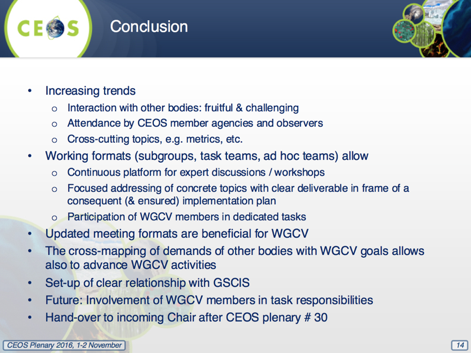 CEOS
Conclusion
• Increasing trends
o Interaction with other bodies: fruitful & challenging
o Attendance by CEOS member agencies and observers
o Cross-cutting topics, e.g. metrics, etc.
• Working formats (subgroups, task teams, ad hoc teams) allow
o Continuous platform for expert discussions / workshops
o Focused addressing of concrete topics with clear deliverable in frame of a
consequent (& ensured) implementation plan
o Participation of WGCV members in dedicated tasks
• Updated meeting formats are beneficial for WGCV
• The cross-mapping of demands of other bodies with WGCV goals allows
also to advance WGCV activities
• Set-up of clear relationship with GSCIS
• Future: Involvement of WGCV members in task responsibilities
• Hand-over to incoming Chair after CEOS plenary # 30
CEOS Plenary 2016, 1-2 November
14